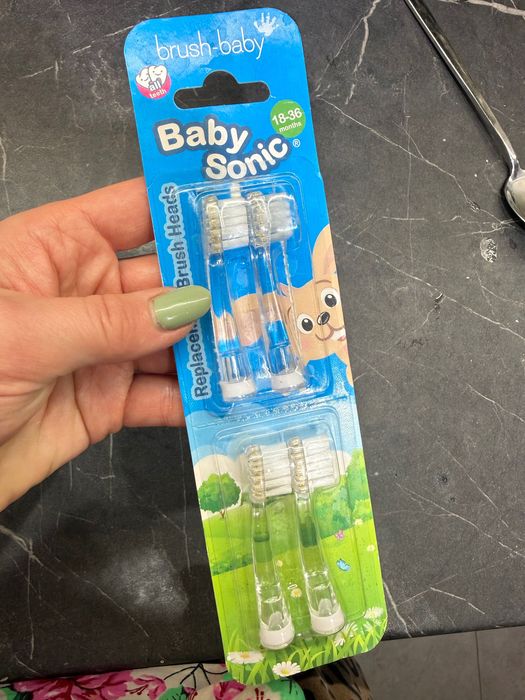 brush-baby
all
teeth
18-36
months
Baby
Sonic®
Replacement Brush Heads